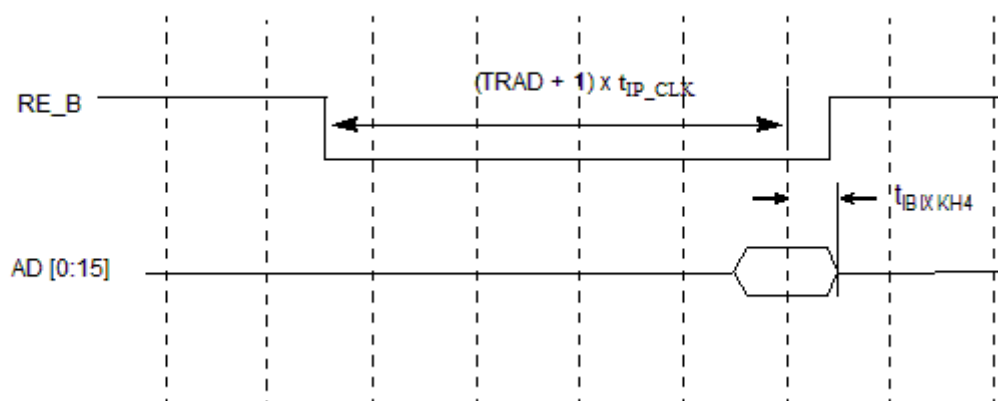 (TRAD + 1) x tIP_CLK
RE_B
tIBIXKH4
AD [0:15]